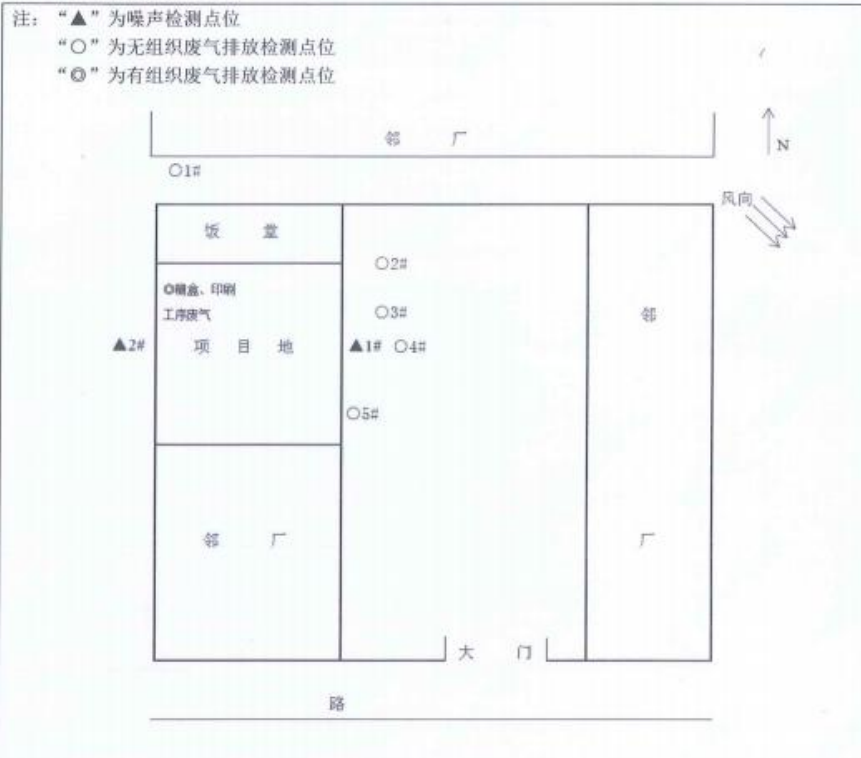 注： “▲”为噪声检测点位
“○”为无组织废气排放检测点位
“◎”为有组织废气排放检测点位
邻 厂
N
○1#
风向
饭 堂
○2#
◎糊盒、印刷
工序废气
○3#
邻
▲2#
项 目 地
▲1# ○4#
○5#
邻 厂
厂
大 门
路